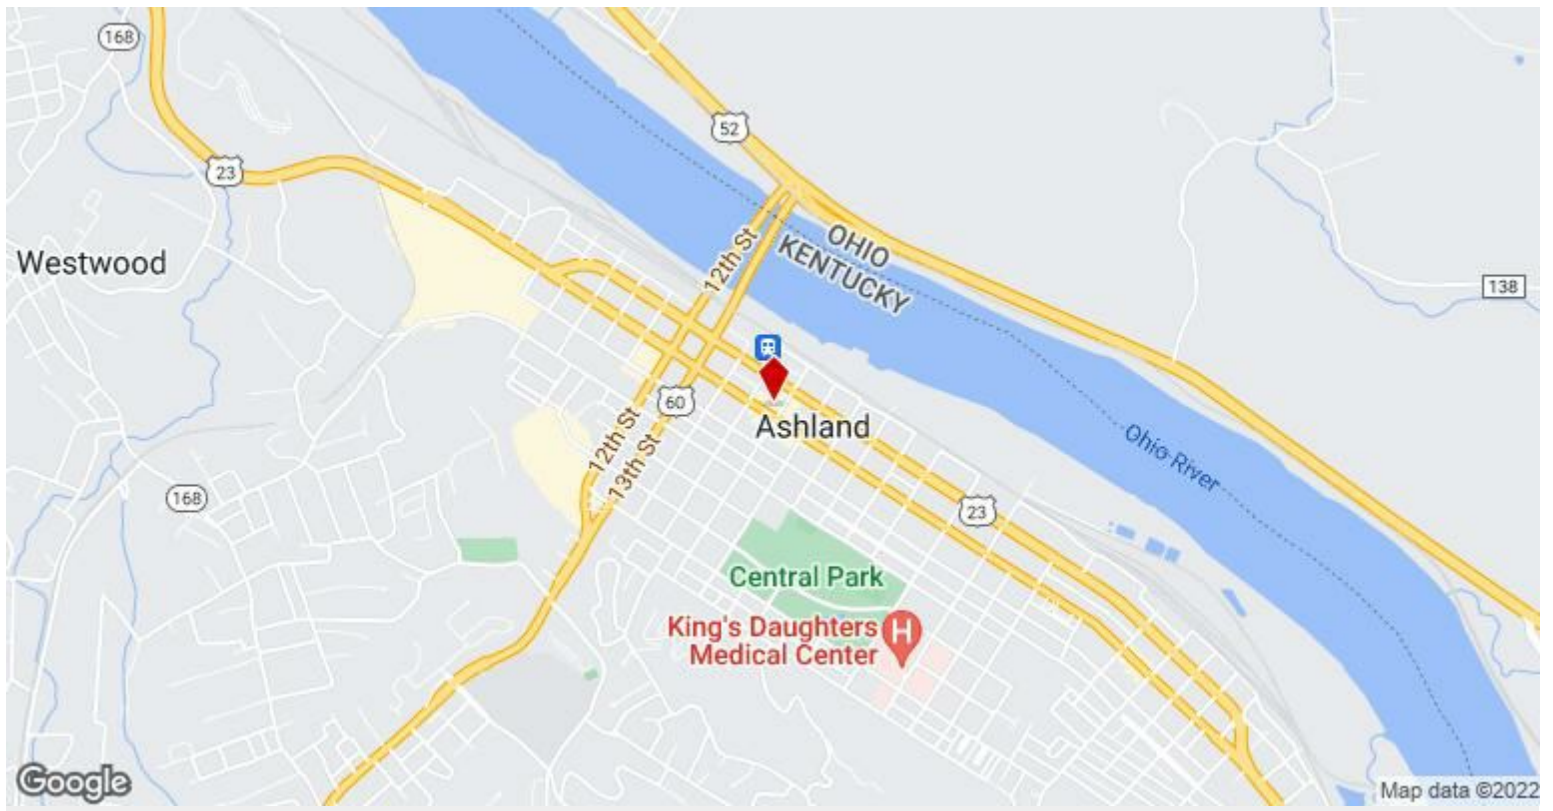 168
52
23
OHIO
KENTUCKY
12th St
Westwood
138
60
Ashland
12th St
13th St
Ohio River
168
23
Central Park
King's Daughters
Medical Center
H
Google
Map data ©2022